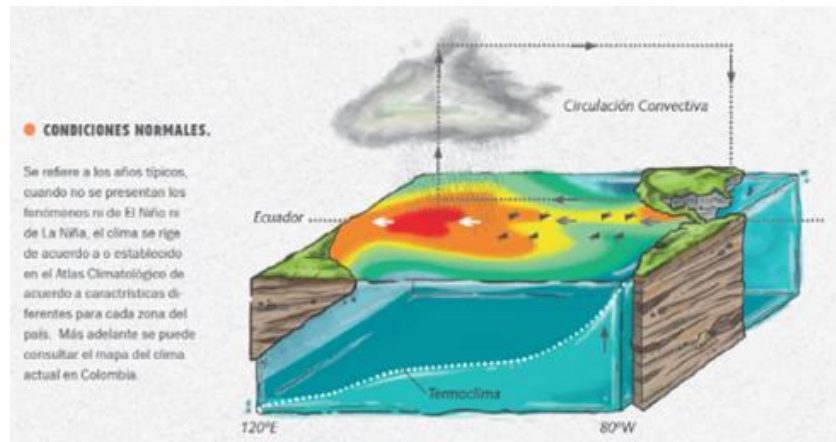 CONDICIONES NORMALES.
Se refiere a los años típicos,
cuando no se presentan los
fenómenos ni de El Niño ni
de La Niña, el clima se rige
de acuerdo a o establecido
en el Atlas Climatológico de
acuerdo a caractrísticas di-
ferentes para cada zona del
país. Más adelante se puede
consultar el mapa del clima
actual en Colombia.
Circulación Convectiva
Ecuador
Termoclima
120ºE
80ºW